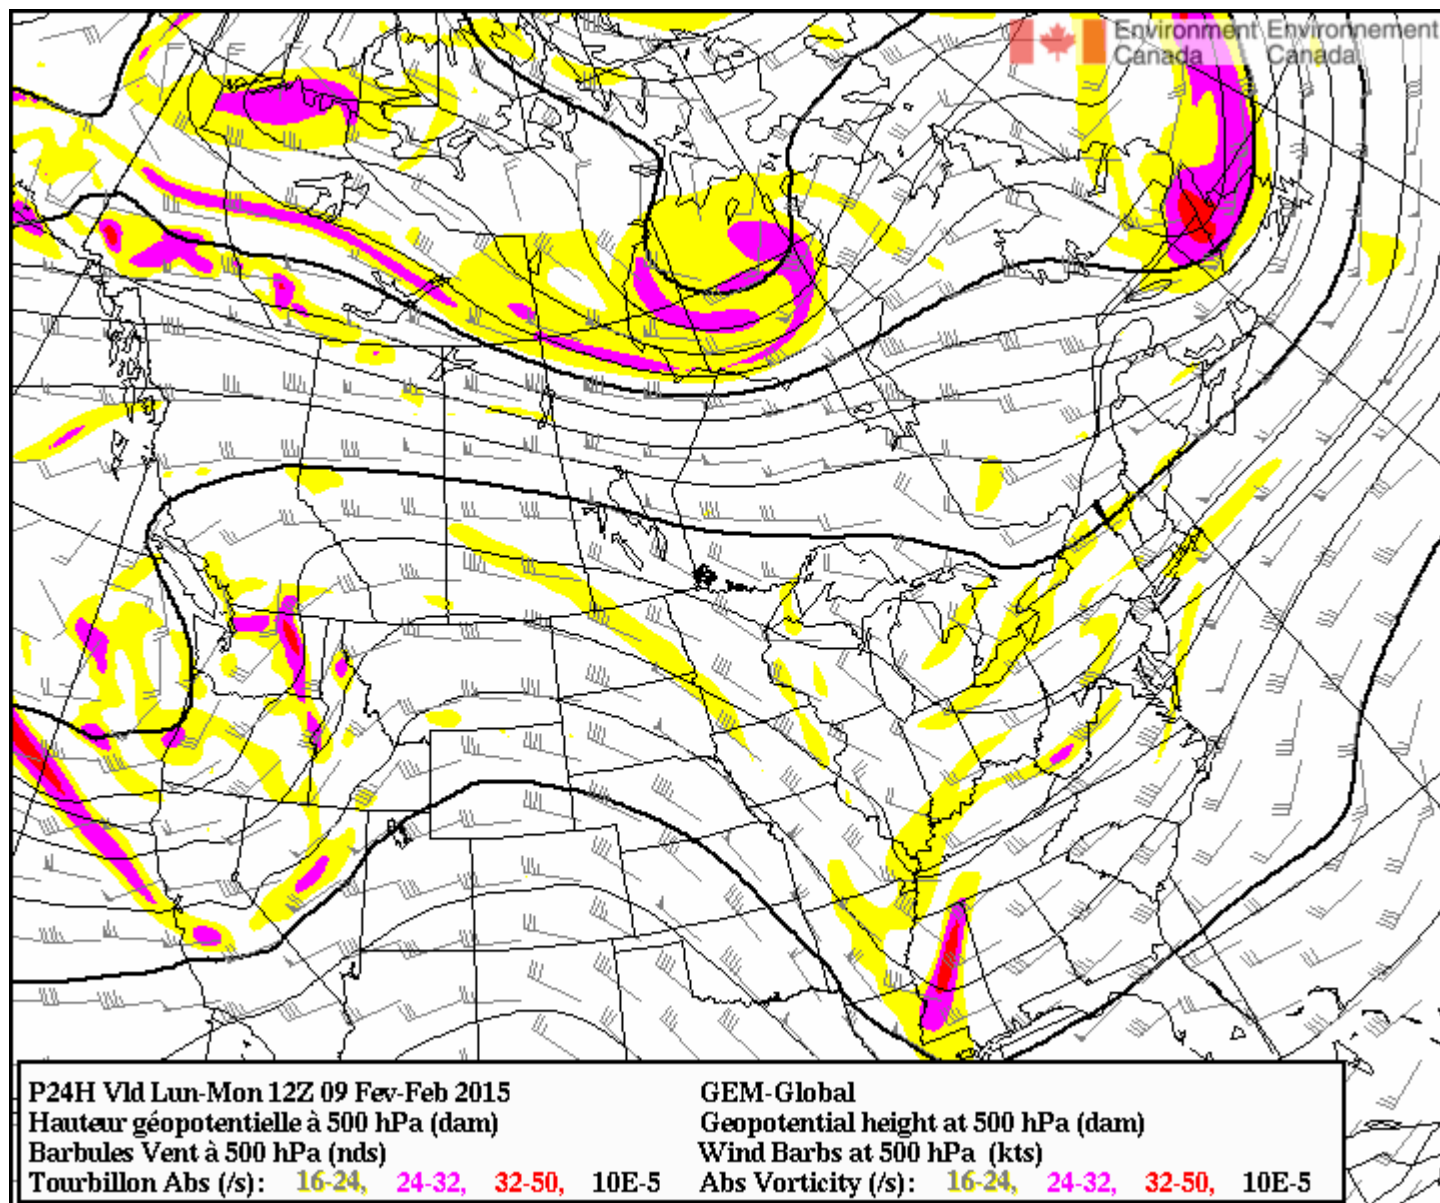 Environment Environnement
Canada Canada
P24H Vld Lun-Mon 12Z 09 Fev-Feb 2015 GEM-Global
Hauteur géopotentielle à 500 hPa (dam) Geopotential height at 500 hPa (dam)
Barbules Vent à 500 hPa (nds) Wind Barbs at 500 hPa (kts)
Tourbillon Abs (/s): 16-24, 24-32, 32-50, 10E-5 Abs Vorticity (/s): 16-24, 24-32, 32-50, 10E-5